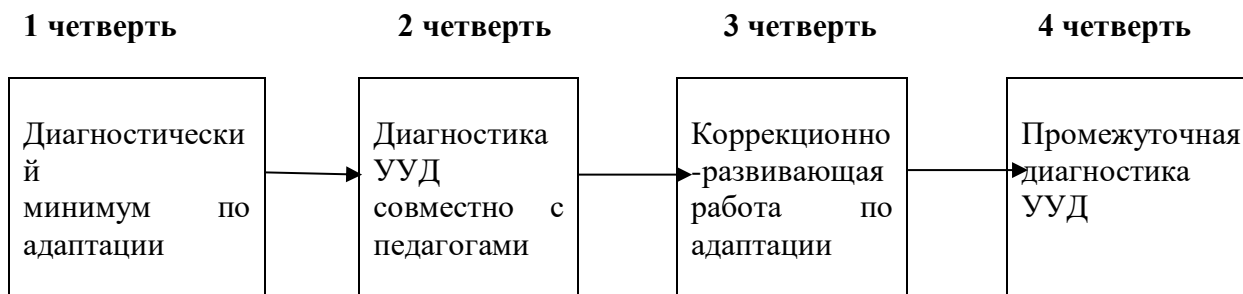 1 четверть
2 четверть
3 четверть
4 четверть
Диагностически
й
минимум по
адаптации
Диагностика
УУД
совместно с
педагогами
Коррекционно
-развивающая
работа по
адаптации
Промежуточная
диагностика
УУД